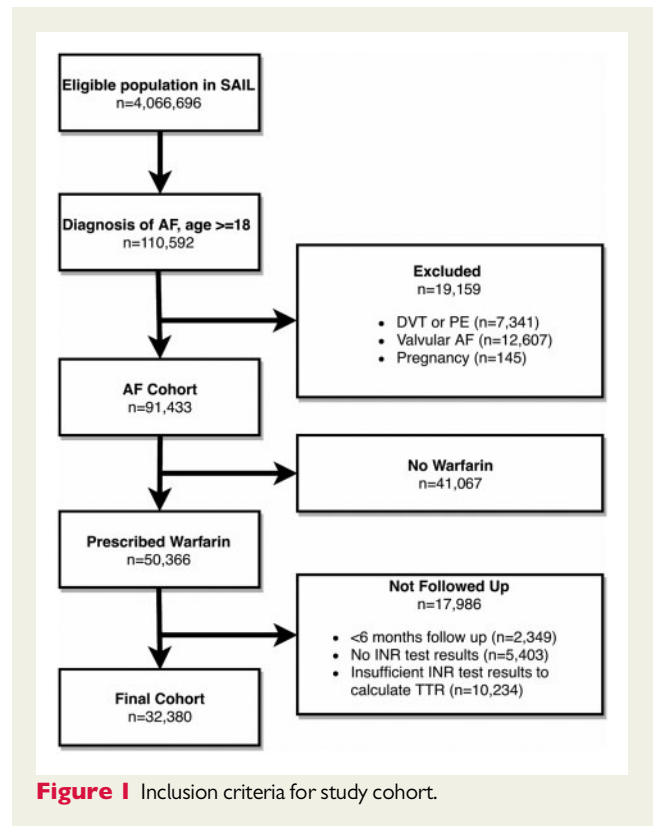 Eligible population in SAIL
n=4,066,696
Diagnosis of AF, age >=18
n=110,592
Excluded
n=19,159
• DVT or PE (n=7,341)
• Valvular AF (n=12,607)
• Pregnancy (n=145)
AF Cohort
n=91,433
No Warfarin
n=41,067
Prescribed Warfarin
n=50,366
Not Followed Up
n=17,986
• <6 months follow up (n=2,349)
• No INR test results (n=5,403)
• Insufficient INR test results to
calculate TTR (n=10,234)
Final Cohort
n=32,380
Figure 1 Inclusion criteria for study cohort.